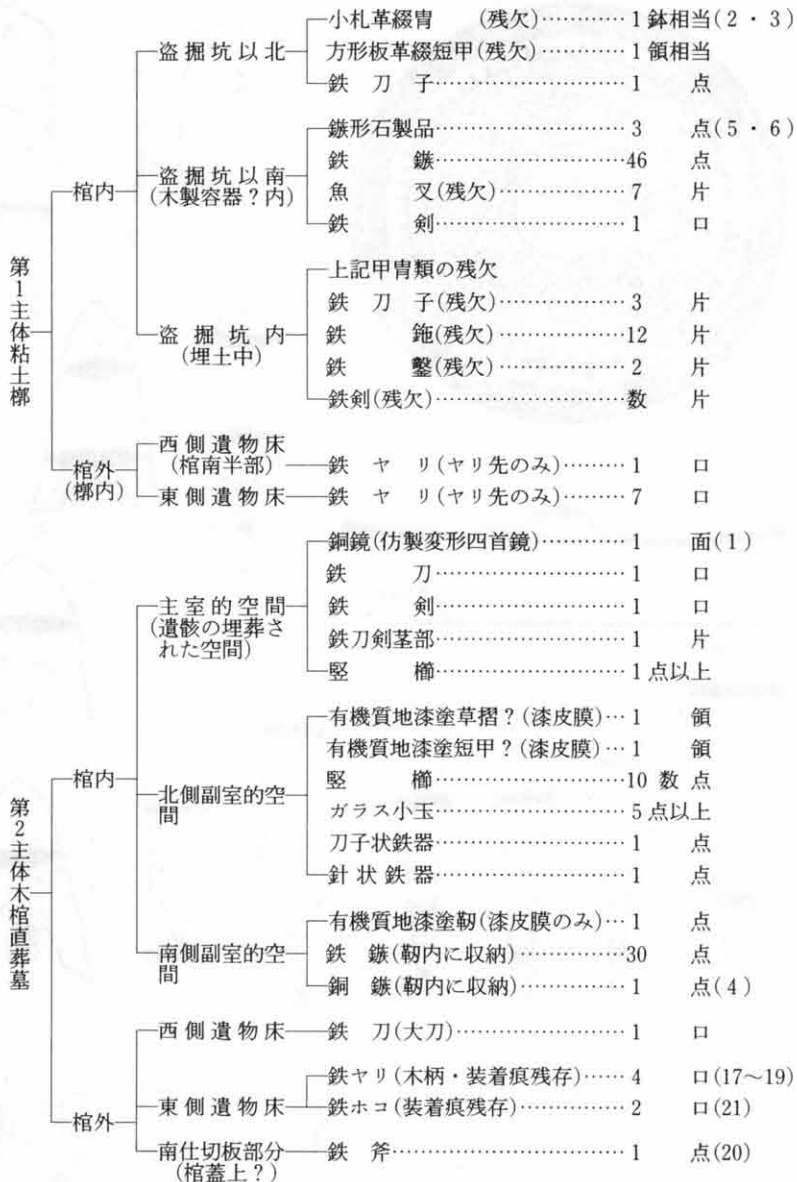 第1主体粘土槨
棺内
盗掘坑以北
小札革綴冑 (残欠)…………1鉢相当(2・3)
方形板革綴短甲(残欠)…………1領相当
鉄刀子…………1点
盗掘坑以南
(木製容器?内)
鏃形石製品…………3点(5・6)
鉄鏃…………46点
魚叉(残欠)…………7片
鉄剣…………1口
盗掘坑内
(埋土中)
上記甲冑類の残欠
鉄刀子(残欠)…………3片
鉄鉇(残欠)…………12片
鉄鑿(残欠)…………2片
鉄剣(残欠)…………数片
棺外
(槨内)
西側遺物床
(棺南半部)
鉄ヤリ(ヤリ先のみ)…………1口
東側遺物床
鉄ヤリ(ヤリ先のみ)…………7口
第2主体木棺直葬墓
棺内
主室的空間
(遺骸の埋葬さ
れた空間)
銅鏡(仿製変形四首鏡)…………1面(1)
鉄刀…………1口
鉄剣…………1口
鉄刀剣茎部…………1片
竪櫛…………1点以上
北側副室的空
間
有機質地漆塗草摺?(漆皮膜)…1領
有機質地漆塗短甲?(漆皮膜)…1領
竪櫛…………10数点
ガラス小玉…………5点以上
刀子状鉄器…………1点
針状鉄器…………1点
南側副室的空
間
有機質地漆塗靭(漆皮膜のみ)…1点
鉄鏃(靭内に収納)…………30点
銅鏃(靭内に収納)…………1点(4)
棺外
西側遺物床
鉄刀(大刀)…………1口
東側遺物床
鉄ヤリ(木柄・装着痕残存)……4口(17〜19)
鉄ホコ(装着痕残存)…………2口(21)
南仕切板部分
(棺蓋上?)
鉄斧…………1点(20)